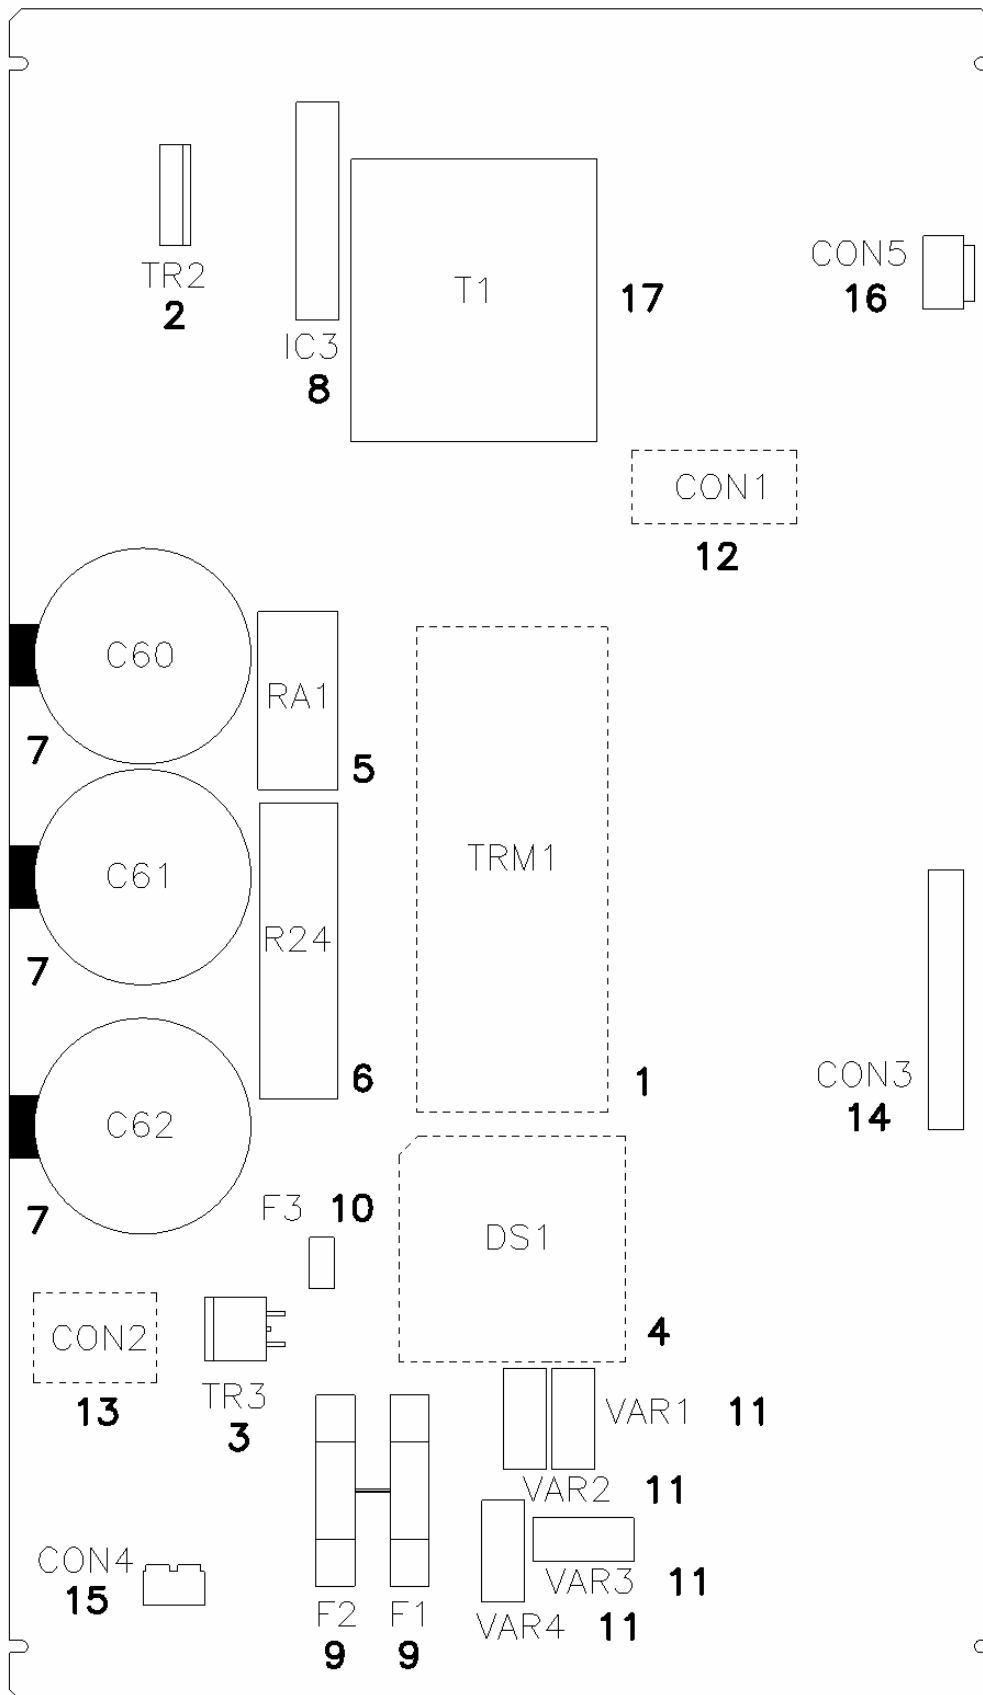 TR2
2
IC3
8
T1
17
CON5
16
CON1
12
C60
7
RA1
5
C61
7
R24
6
TRM1
1
CON3
14
C62
7
F3 10
DS1
4
CON2
13
TR3
3
VAR1 11
VAR2 11
VAR3 11
VAR4 11
CON4
15
F2
9
F1
9